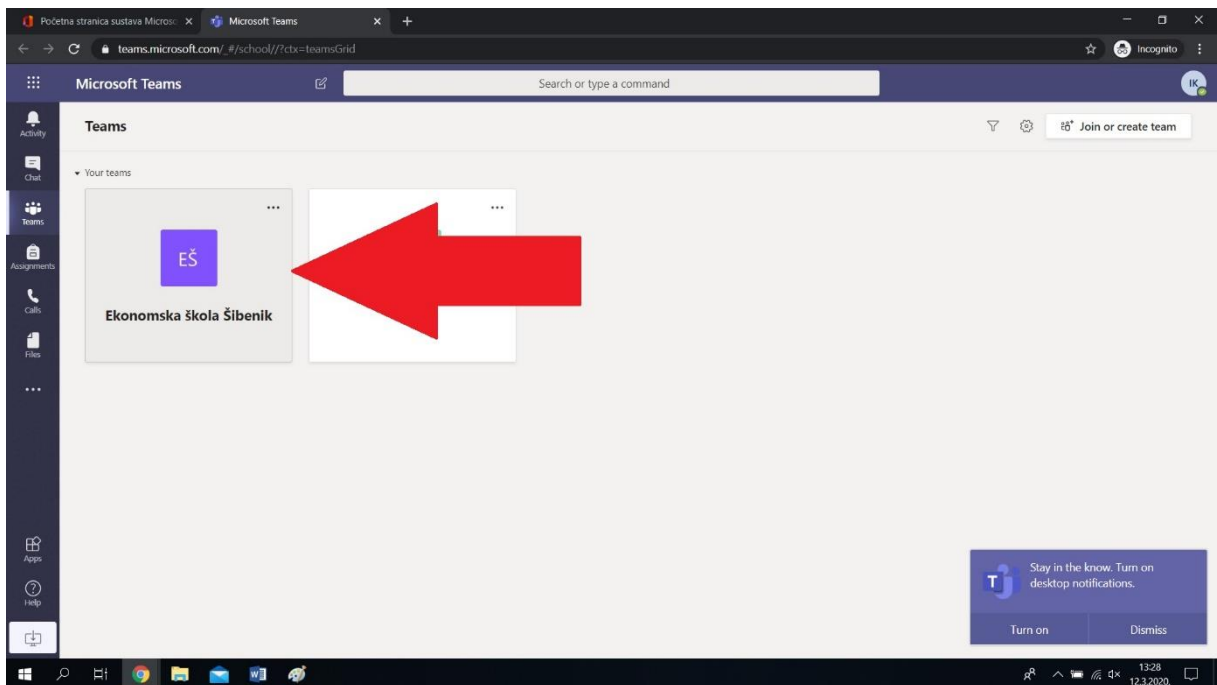 Početna stranica sustava Microso
Microsoft Teams
teams.microsoft.com/_#/school//?ctx=teamsGrid
Incognito
Microsoft Teams
Search or type a command
IK
Activity
Teams
Join or create team
Chat
Your teams
Teams
EŠ
Assignments
Ekonomska škola Šibenik
Calls
Files
Apps
Help
Stay in the know. Turn on
desktop notifications.
Turn on
Dismiss
13:28
12.3.2020.